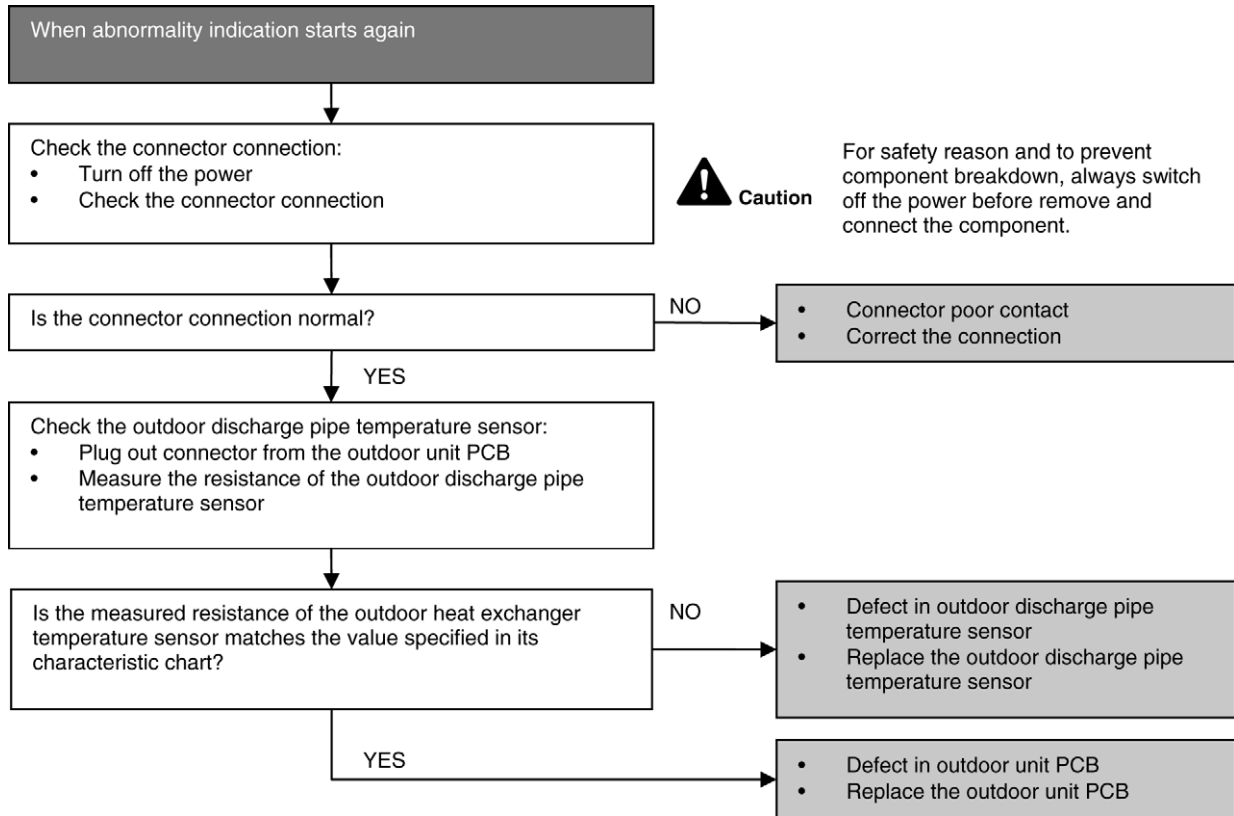 When abnormality indication starts again
Check the connector connection:
• Turn off the power
• Check the connector connection
Caution
For safety reason and to prevent
component breakdown, always switch
off the power before remove and
connect the component.
Is the connector connection normal?
NO
• Connector poor contact
• Correct the connection
YES
Check the outdoor discharge pipe temperature sensor:
• Plug out connector from the outdoor unit PCB
• Measure the resistance of the outdoor discharge pipe
temperature sensor
Is the measured resistance of the outdoor heat exchanger
temperature sensor matches the value specified in its
characteristic chart?
NO
• Defect in outdoor discharge pipe
temperature sensor
• Replace the outdoor discharge pipe
temperature sensor
YES
• Defect in outdoor unit PCB
• Replace the outdoor unit PCB